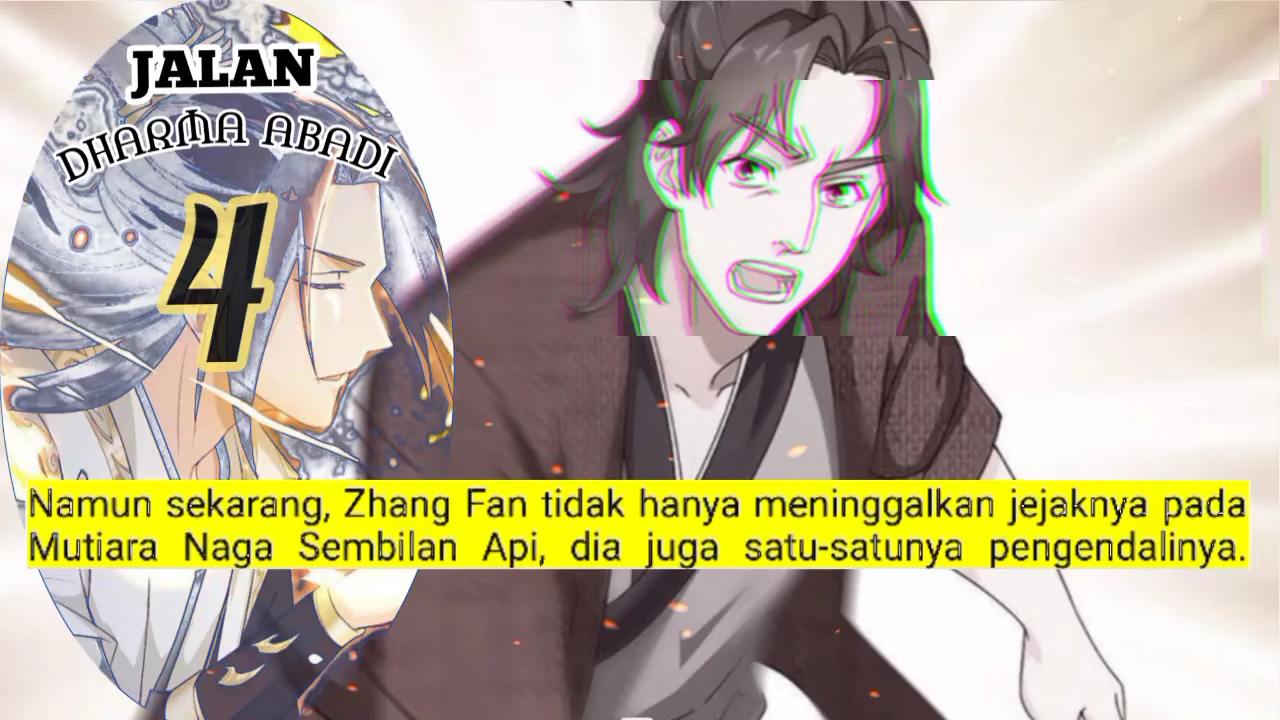 JALAN
DHARMA ABADI
4
Namun sekarang, Zhang Fan tidak hanya meninggalkan jejaknya pada
Mutiara Naga Sembilan Api, dia juga satu-satunya pengendalinya.